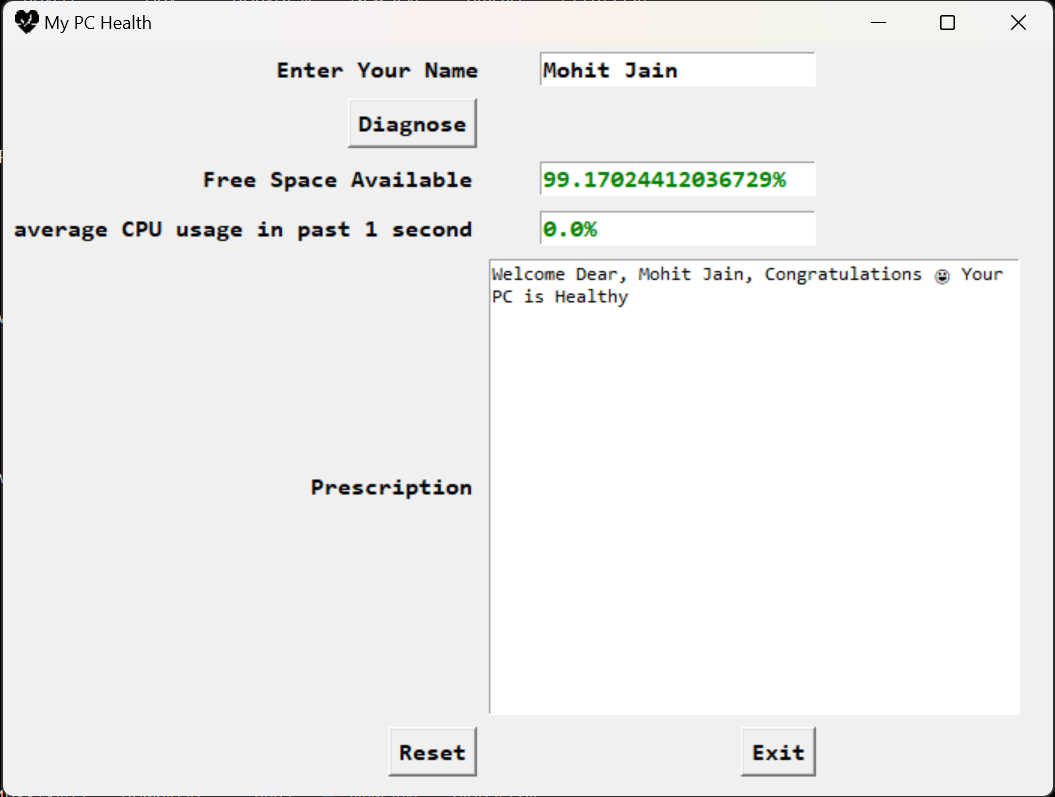 My PC Health
Enter Your Name Mohit Jain
Diagnose
Free Space Available 99.17024412036729%
average CPU usage in past 1 second 0.0%
Welcome Dear, Mohit Jain, Congratulations 😀 Your
PC is Healthy
Prescription
Reset Exit